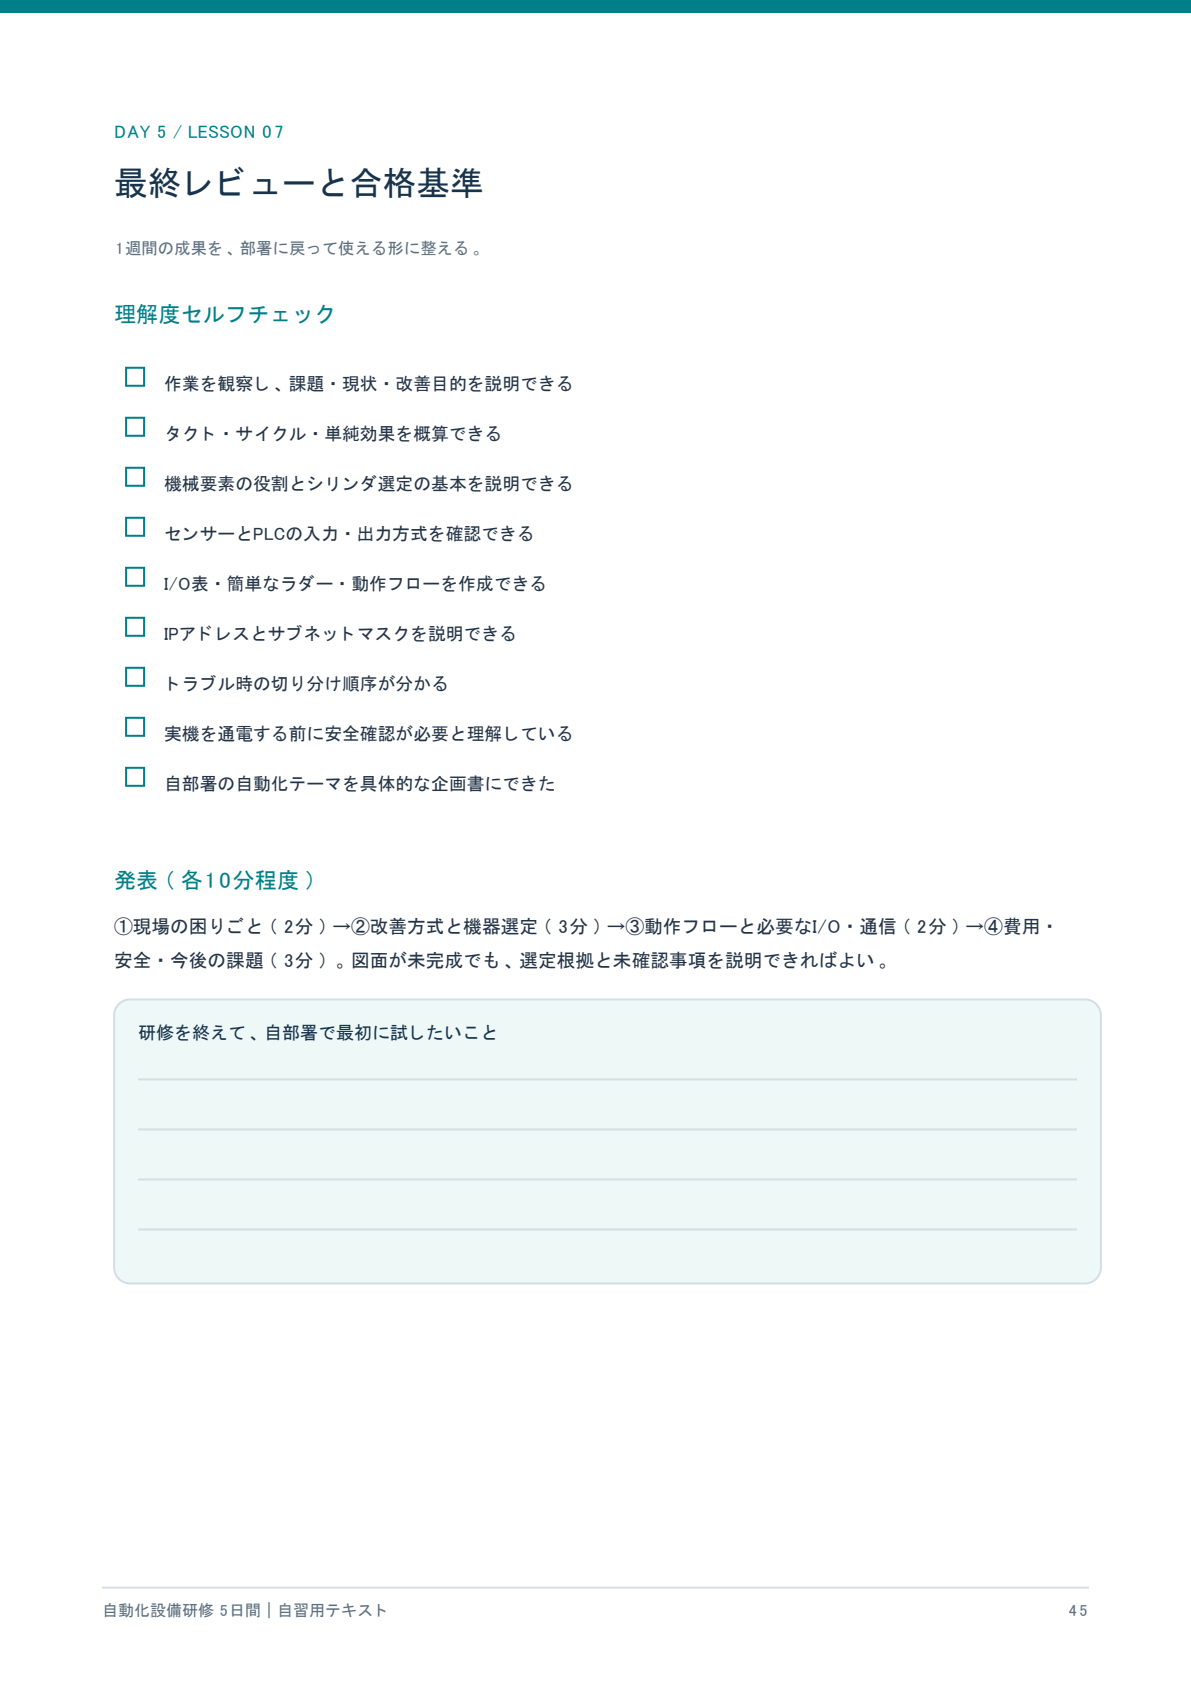 DAY 5 / LESSON 07
最終レビューと合格基準
1週間の成果を、部署に戻って使える形に整える。
理解度セルフチェック
作業を観察し、課題・現状・改善目的を説明できる
タクト・サイクル・単純効果を概算できる
機械要素の役割とシリンダ選定の基本を説明できる
センサーとPLCの入力・出力方式を確認できる
I/O表・簡単なラダー・動作フローを作成できる
IPアドレスとサブネットマスクを説明できる
トラブル時の切り分け順序が分かる
実機を通電する前に安全確認が必要と理解している
自部署の自動化テーマを具体的な企画書にできた
発表（各10分程度）
①現場の困りごと（2分）→②改善方式と機器選定（3分）→③動作フローと必要なI/O・通信（2分）→④費用・
安全・今後の課題（3分）。図面が未完成でも、選定根拠と未確認事項を説明できればよい。
研修を終えて、自部署で最初に試したいこと
自動化設備研修 5日間｜自習用テキスト
45